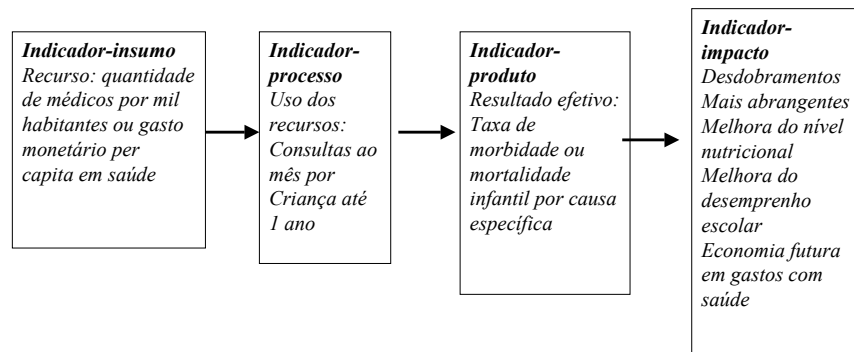 Indicador-insumo
Recurso: quantidade
de médicos por mil
habitantes ou gasto
monetário per
capita em saúde
Indicador-
processo
Uso dos
recursos:
Consultas ao
mês por
Criança até
1 ano
Indicador-
produto
Resultado efetivo:
Taxa de
morbidade ou
mortalidade
infantil por causa
específica
Indicador-
impacto
Desdobramentos
Mais abrangentes
Melhora do nível
nutricional
Melhora do
desemprenho
escolar
Economia futura
em gastos com
saúde